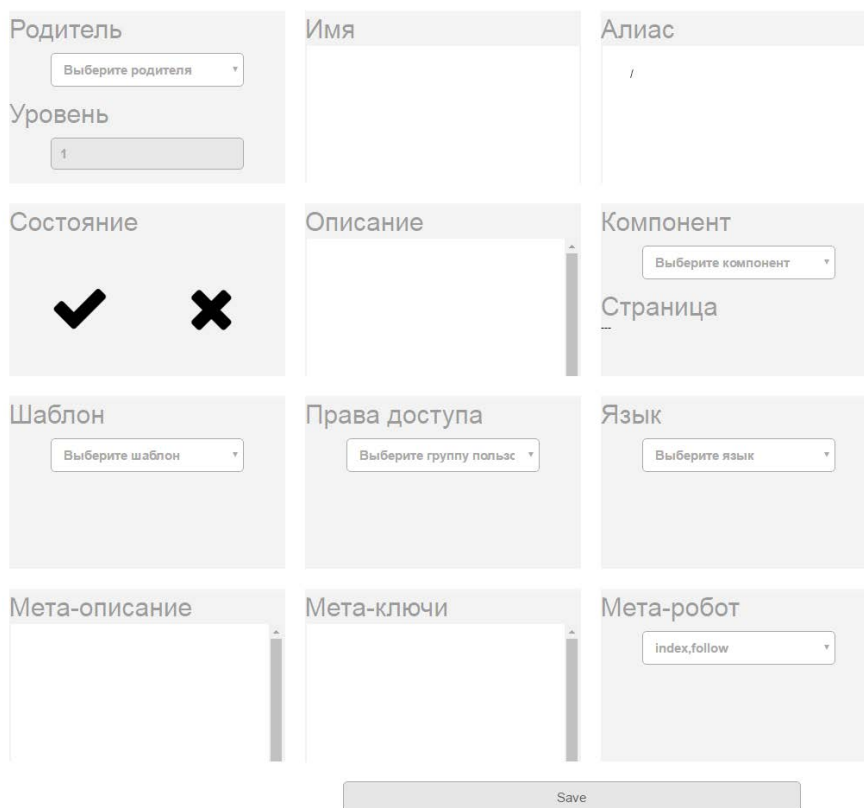 Родитель
Выберите родителя
Уровень
1
Имя
Алиас
/
Состояние
Описание
Компонент
Выберите компонент
Страница
---
Шаблон
Выберите шаблон
Права доступа
Выберите группу пользо
Язык
Выберите язык
Мета-описание
Мета-ключи
Мета-робот
index,follow
Save